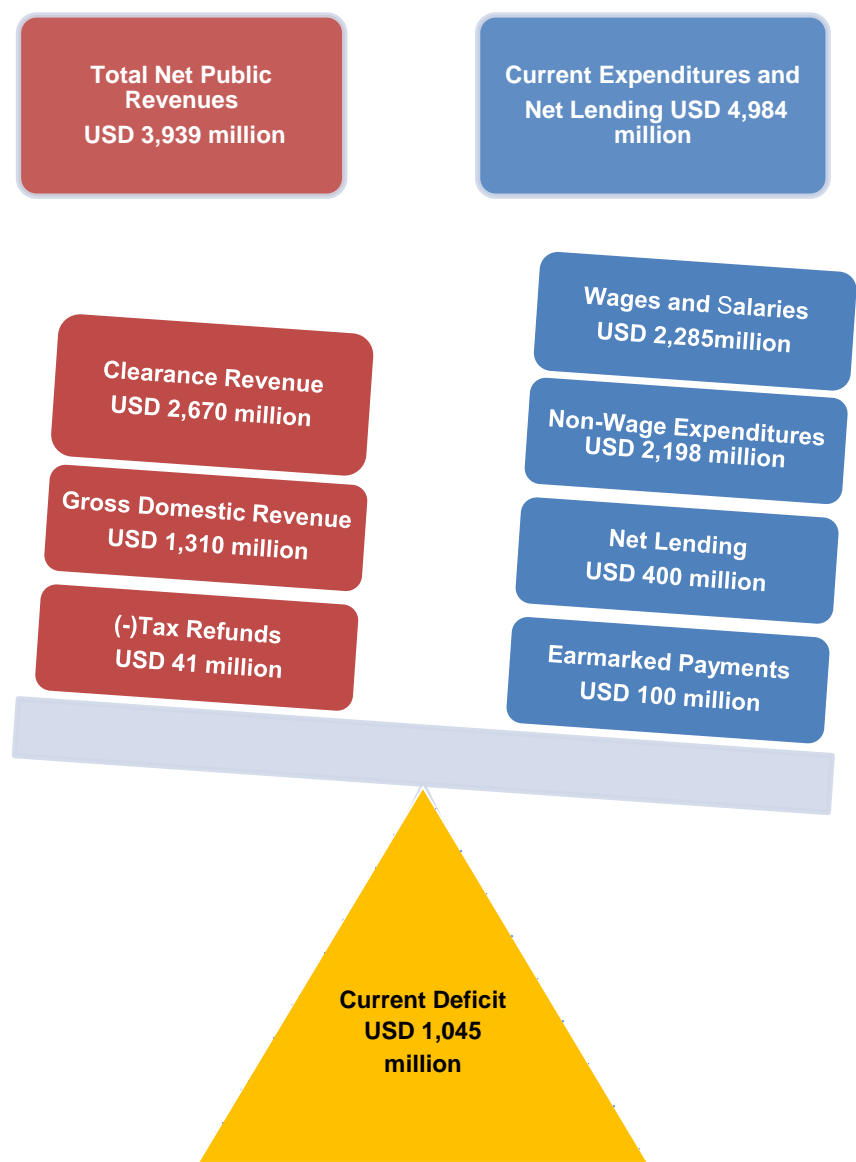 Total Net Public
Revenues
USD 3,939 million
Current Expenditures and
Net Lending USD 4,984
million
Clearance Revenue
USD 2,670 million
Gross Domestic Revenue
USD 1,310 million
(-)Tax Refunds
USD 41 million
Wages and Salaries
USD 2,285million
Non-Wage Expenditures
USD 2,198 million
Net Lending
USD 400 million
Earmarked Payments
USD 100 million
Current Deficit
USD 1,045
million